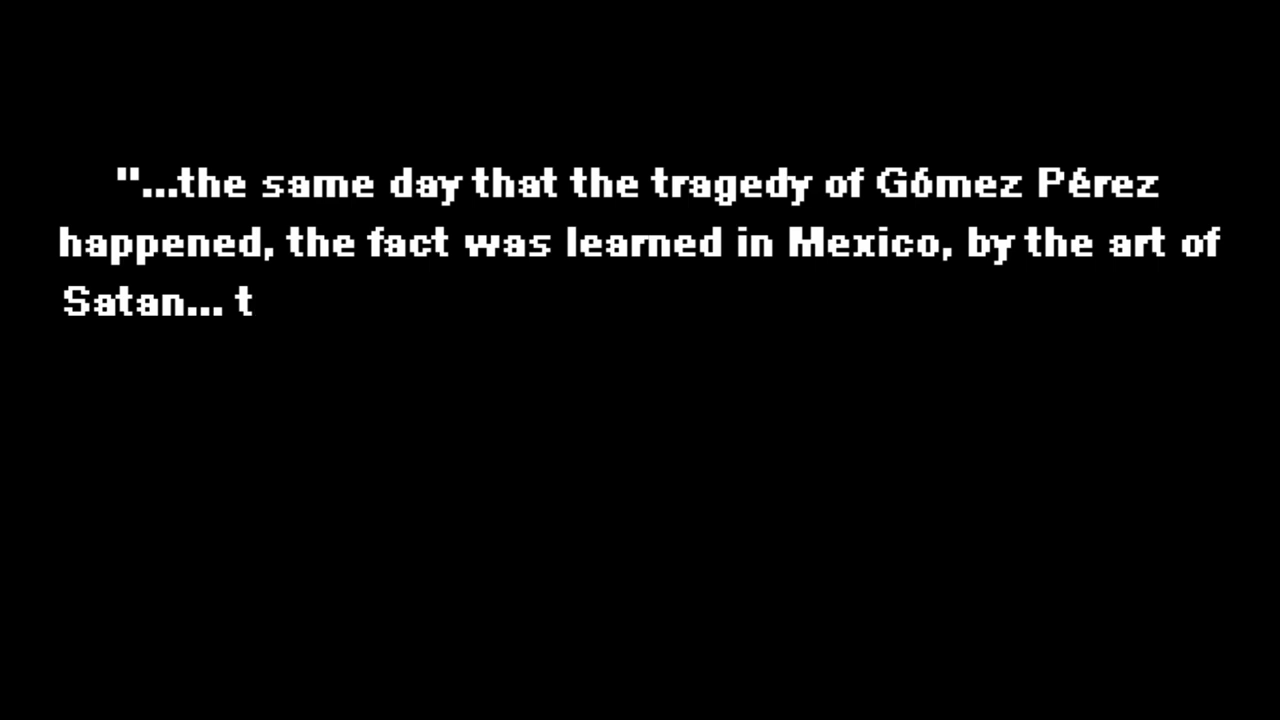 "...the same day that the tragedy of Gómez Pérez
happened, the fact was learned in Mexico, by the art of
Satan... t